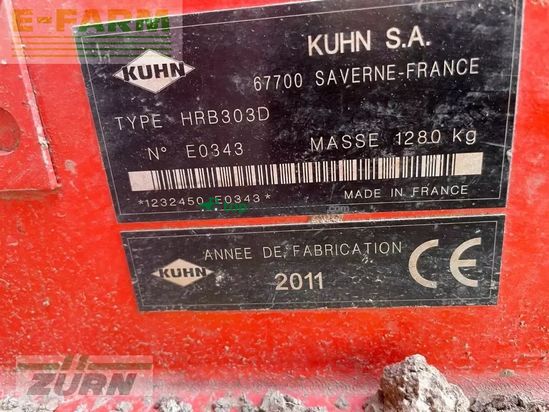 E-FARM
KUHN
KUHN S.A.
67700 SAVERNE-FRANCE
TYPE HRB303D
N° E0343 MASSE 1280 Kg
*1232450 E0343*
MADE IN FRANCE
KUHN
ANNEE DE FABRICATION
2011
CE
ZÜRN